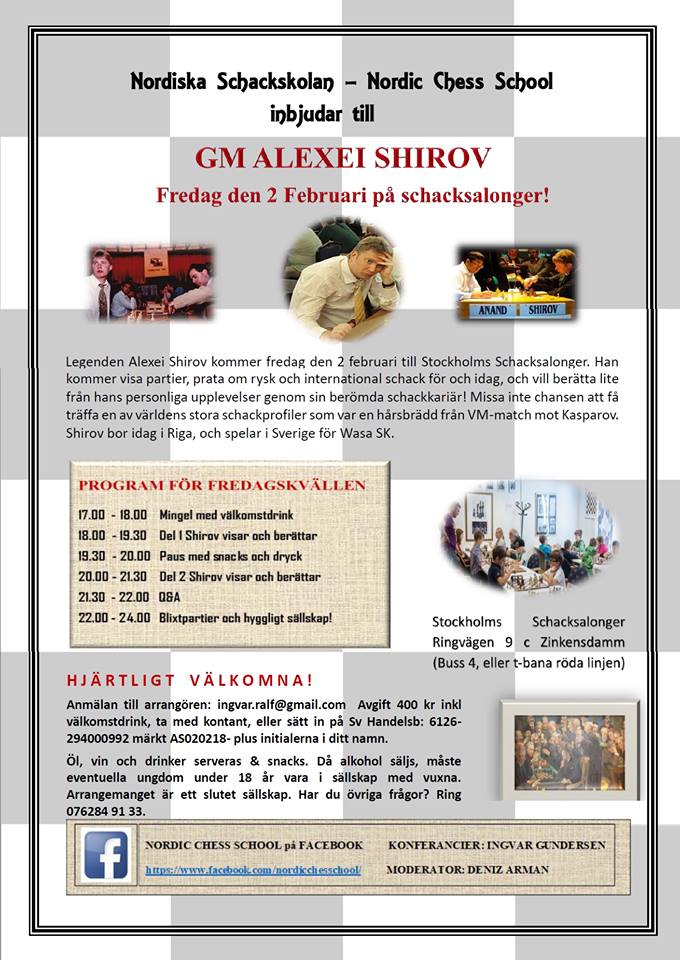 Nordiska Schackskolan – Nordic Chess School
inbjudar till
GM ALEXEI SHIROV
Fredag den 2 Februari på schacksalonger!
ANAND SHIROV
Legenden Alexei Shirov kommer fredag den 2 februari till Stockholms Schacksalonger. Han
kommer visa partier, prata om rysk och international schack för och idag, och vill berätta lite
från hans personliga upplevelser genom sin berömda schackkariär! Missa inte chansen att få
träffa en av världens stora schackprofiler som var en hårsbrädd från VM-match mot Kasparov.
Shirov bor idag i Riga, och spelar i Sverige för Wasa SK.
PROGRAM FÖR FREDAGSKVÄLLEN
17.00 - 18.00 Mingel med välkomstdrink
18.00 - 19.30 Del 1 Shirov visar och berättar
19.30 - 20.00 Paus med snacks och dryck
20.00 - 21.30 Del 2 Shirov visar och berättar
21.30 - 22.00 Q&A
22.00 - 24.00 Blixtpartier och hyggligt sällskap!
Stockholms Schacksalonger
Ringvägen 9 c Zinkensdamm
(Buss 4, eller t-bana röda linjen)
HJÄRTLIGT VÄLKOMNA!
Anmälan till arrangören: ingvar.ralf@gmail.com Avgift 400 kr inkl
välkomstdrink, ta med kontant, eller sätt in på Sv Handelsb: 6126-
294000992 märkt AS020218- plus initialerna i ditt namn.
Öl, vin och drinker serveras & snacks. Då alkohol säljs, måste
eventuella ungdom under 18 år vara i sällskap med vuxna.
Arrangemanget är ett slutet sällskap. Har du övriga frågor? Ring
076284 91 33.
NORDIC CHESS SCHOOL på FACEBOOK KONFERANCIER: INGVAR GUNDERSEN
https://www.facebook.com/nordicchesschool/ MODERATOR: DENIZ ARMAN